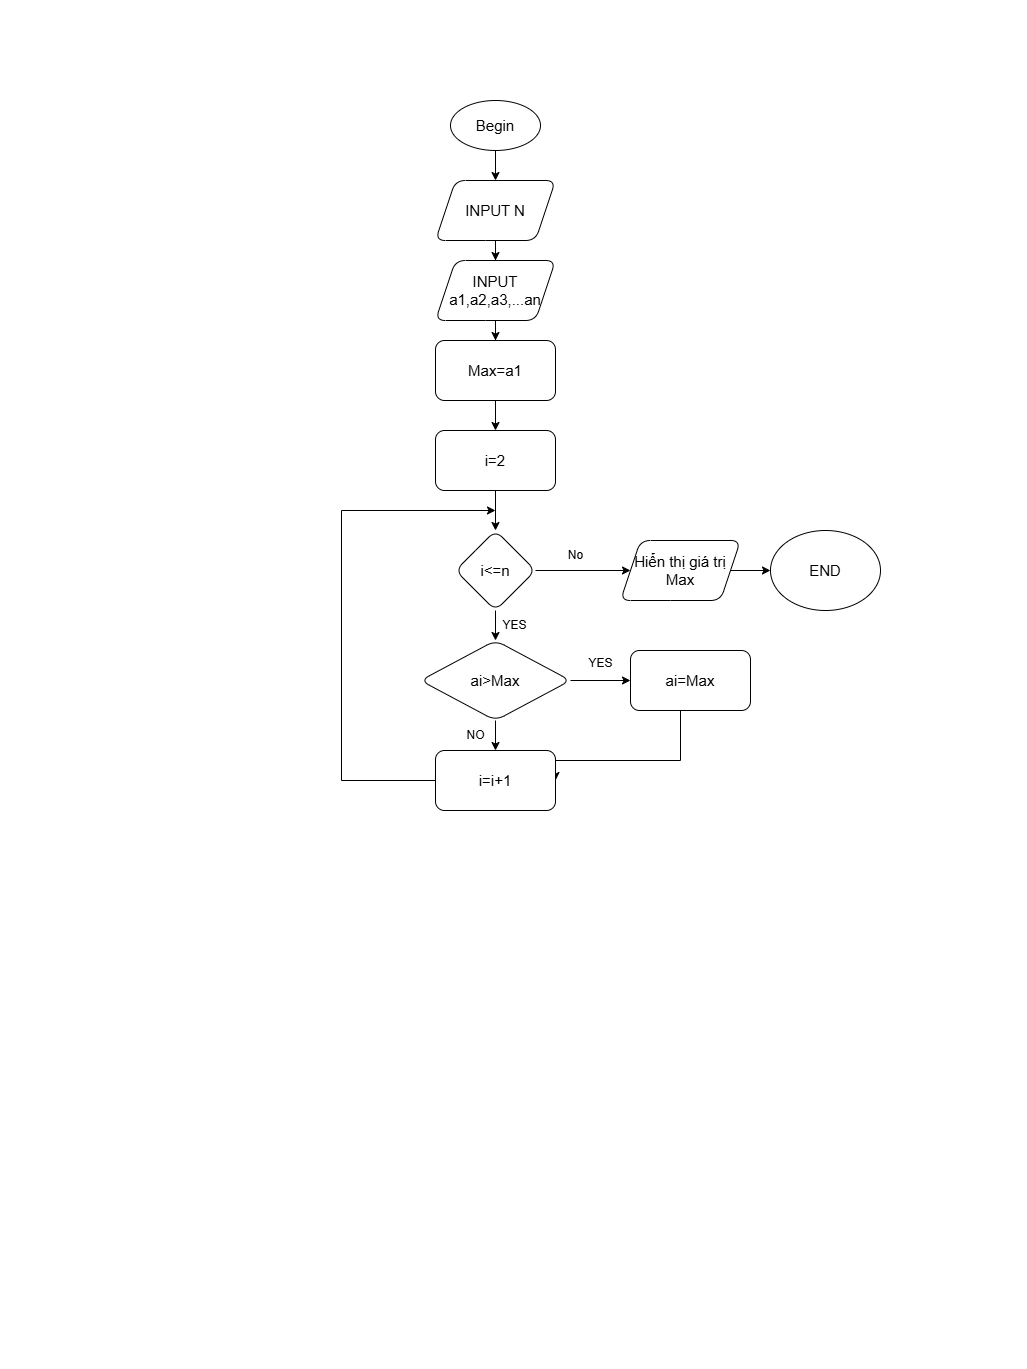 Begin
INPUT N
INPUT
a1,a2,a3,...an
Max=a1
i=2
i<=n
No
Hiển thị giá trị
Max
END
YES
ai>Max
YES
ai=Max
NO
i=i+1